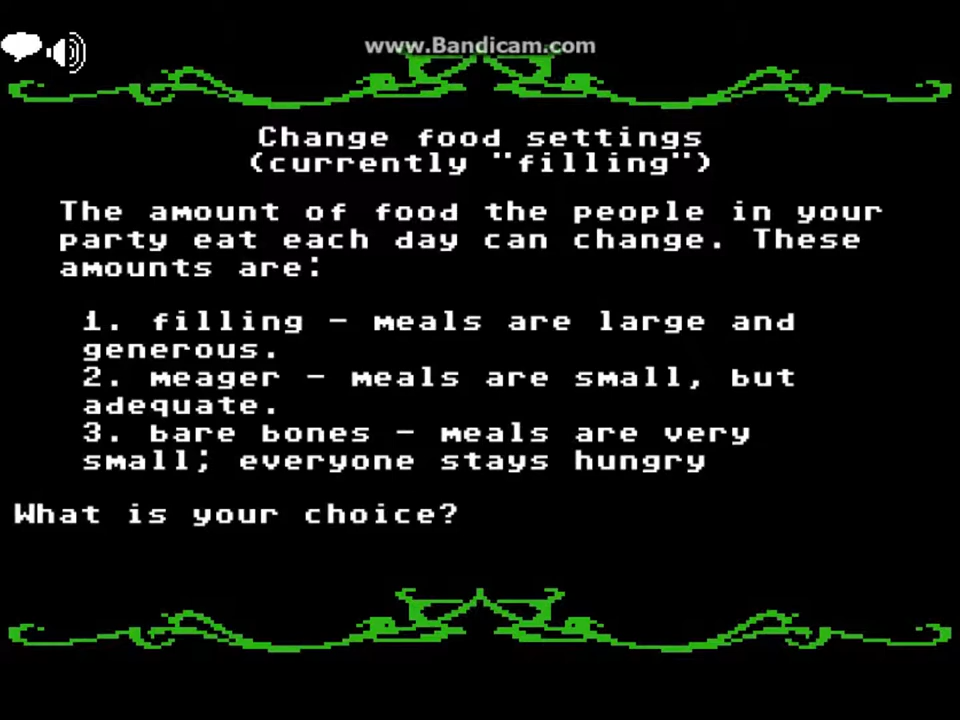 www.Bandicam.com
Change food settings
(currently "filling")
The amount of food the people in your
party eat each day can change. These
amounts are:
1. filling - meals are large and
generous.
2. meager - meals are small, but
adequate.
3. bare bones - meals are very
small; everyone stays hungry
What is your choice?